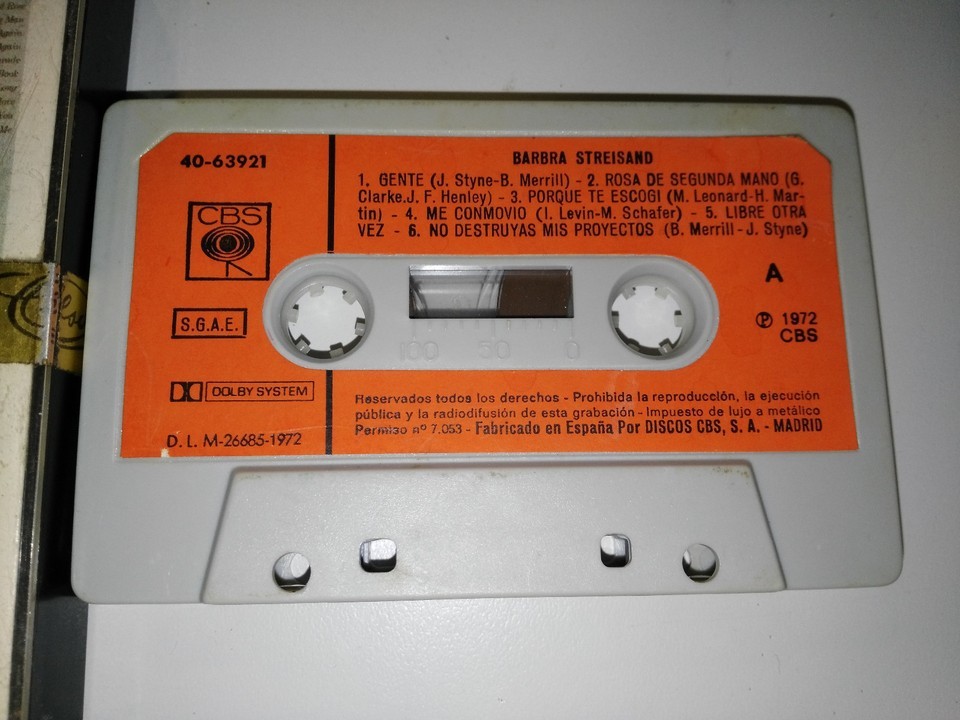 40-63921
CBS
S.G.A.E.
DOLBY SYSTEM
D. L. M-26685-1972
BARBRA STREISAND
1. GENTE (J. Styne-B. Merrill) - 2. ROSA DE SEGUNDA MANO (G.
Clarke.J. F. Henley) - 3. PORQUE TE ESCOGI (M. Leonard-H. Mar-
tin) - 4. ME CONMOVIO (I. Levin-M. Schafer) - 5. LIBRE OTRA
VEZ - 6. NO DESTRUYAS MIS PROYECTOS (B. Merrill-J. Styne)
A
℗ 1972
CBS
100 50 0
Reservados todos los derechos - Prohibida la reproducción, la ejecución
pública y la radiodifusión de esta grabación - Impuesto de lujo a metálico
Permiso nº 7.053 - Fabricado en España Por DISCOS CBS, S. A. - MADRID